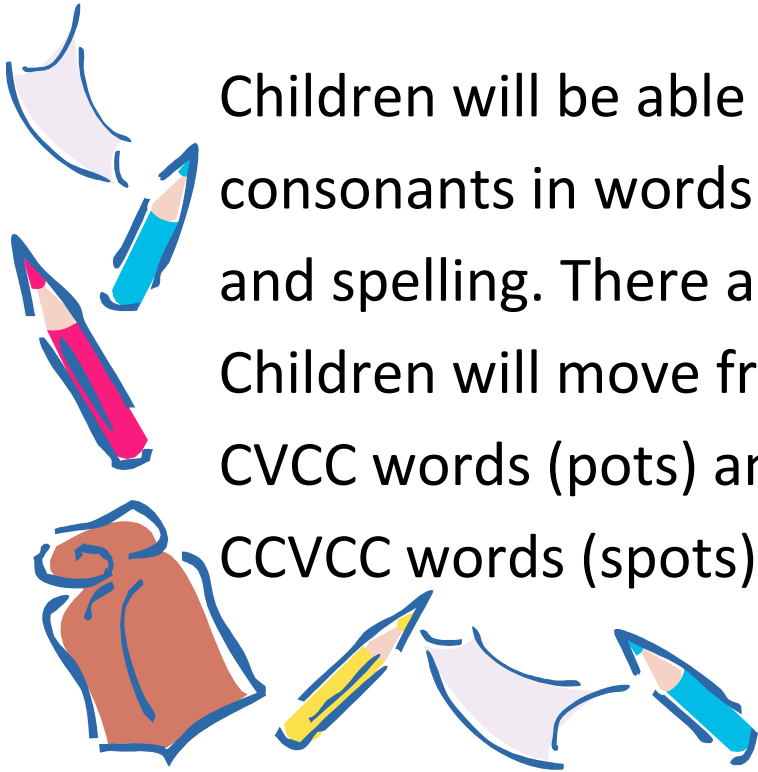 Children will be able
consonants in words
and spelling. There a
Children will move fr
CVCC words (pots) ar
CCVCC words (spots)